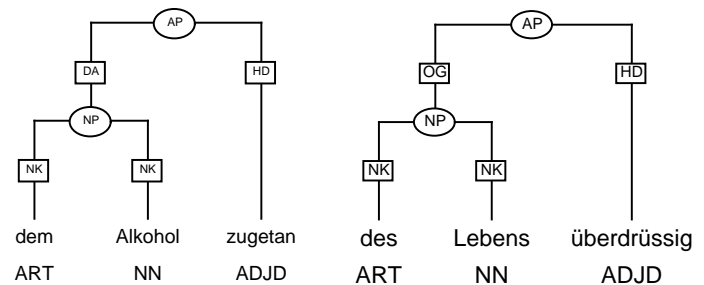 AP AP
DA HD OG HD
NP NP
NK NK NK NK
dem Alkohol zugetan des Lebens überdrüssig
ART NN ADJD ART NN ADJD